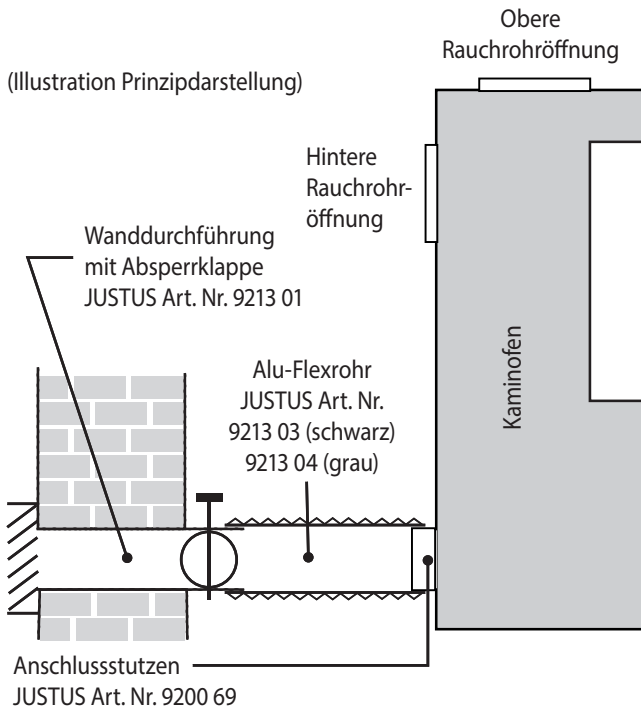 Obere
Rauchrohröffnung
(Illustration Prinzipdarstellung)
Hintere
Rauchrohr-
öffnung
Wanddurchführung
mit Absperrklappe
JUSTUS Art. Nr. 9213 01
Alu-Flexrohr
JUSTUS Art. Nr.
9213 03 (schwarz)
9213 04 (grau)
Kaminofen
Anschlussstutzen
JUSTUS Art. Nr. 9200 69